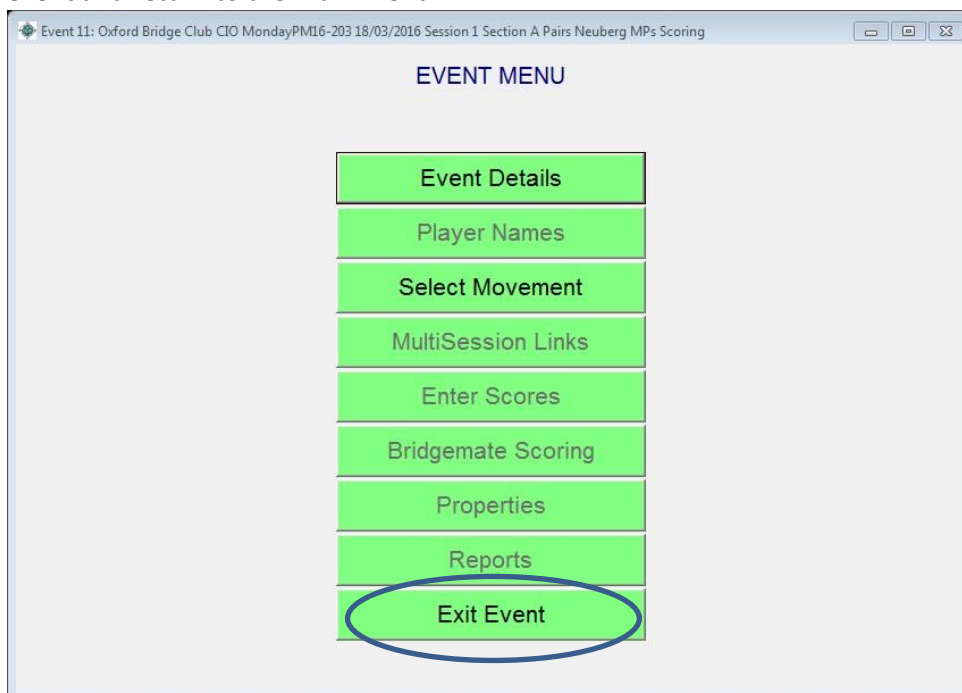 Event 11: Oxford Bridge Club CIO MondayPM16-203 18/03/2016 Session 1 Section A Pairs Neuberg MPs Scoring
EVENT MENU
Event Details
Player Names
Select Movement
MultiSession Links
Enter Scores
Bridgemate Scoring
Properties
Reports
Exit Event